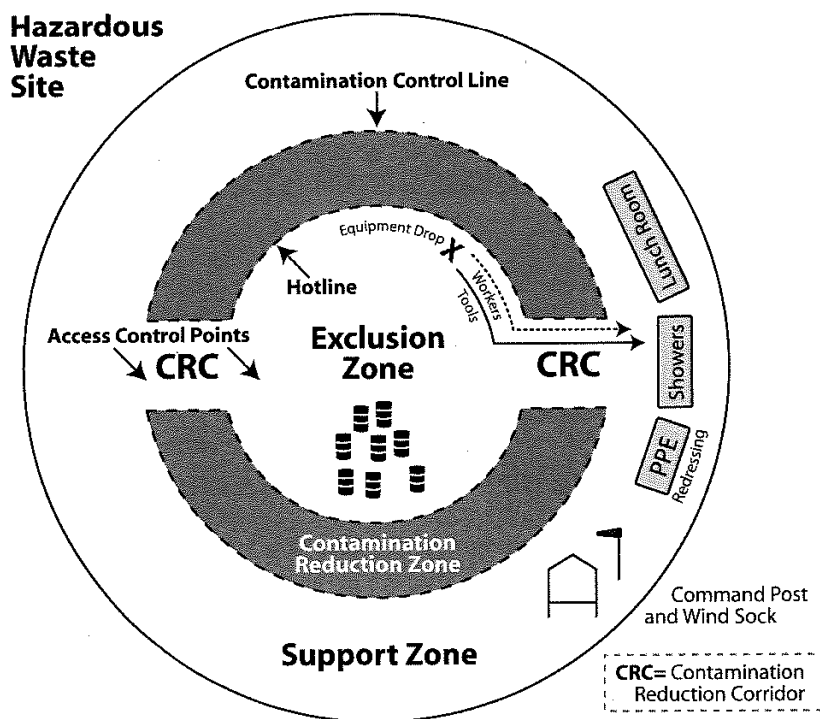 Hazardous
Waste
Site
Contamination Control Line
Lunch Room
Equipment Drop
X
Workers
Tools
Hotline
Access Control Points
CRC
Exclusion
Zone
CRC
Showers
PPE
Redressing
Contamination
Reduction Zone
Command Post
and Wind Sock
Support Zone
CRC= Contamination
Reduction Corridor